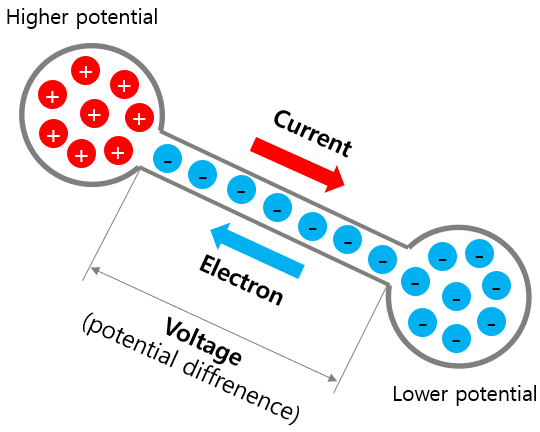 Higher potential
Current
Electron
Voltage
(potential diffrenence)
Lower potential